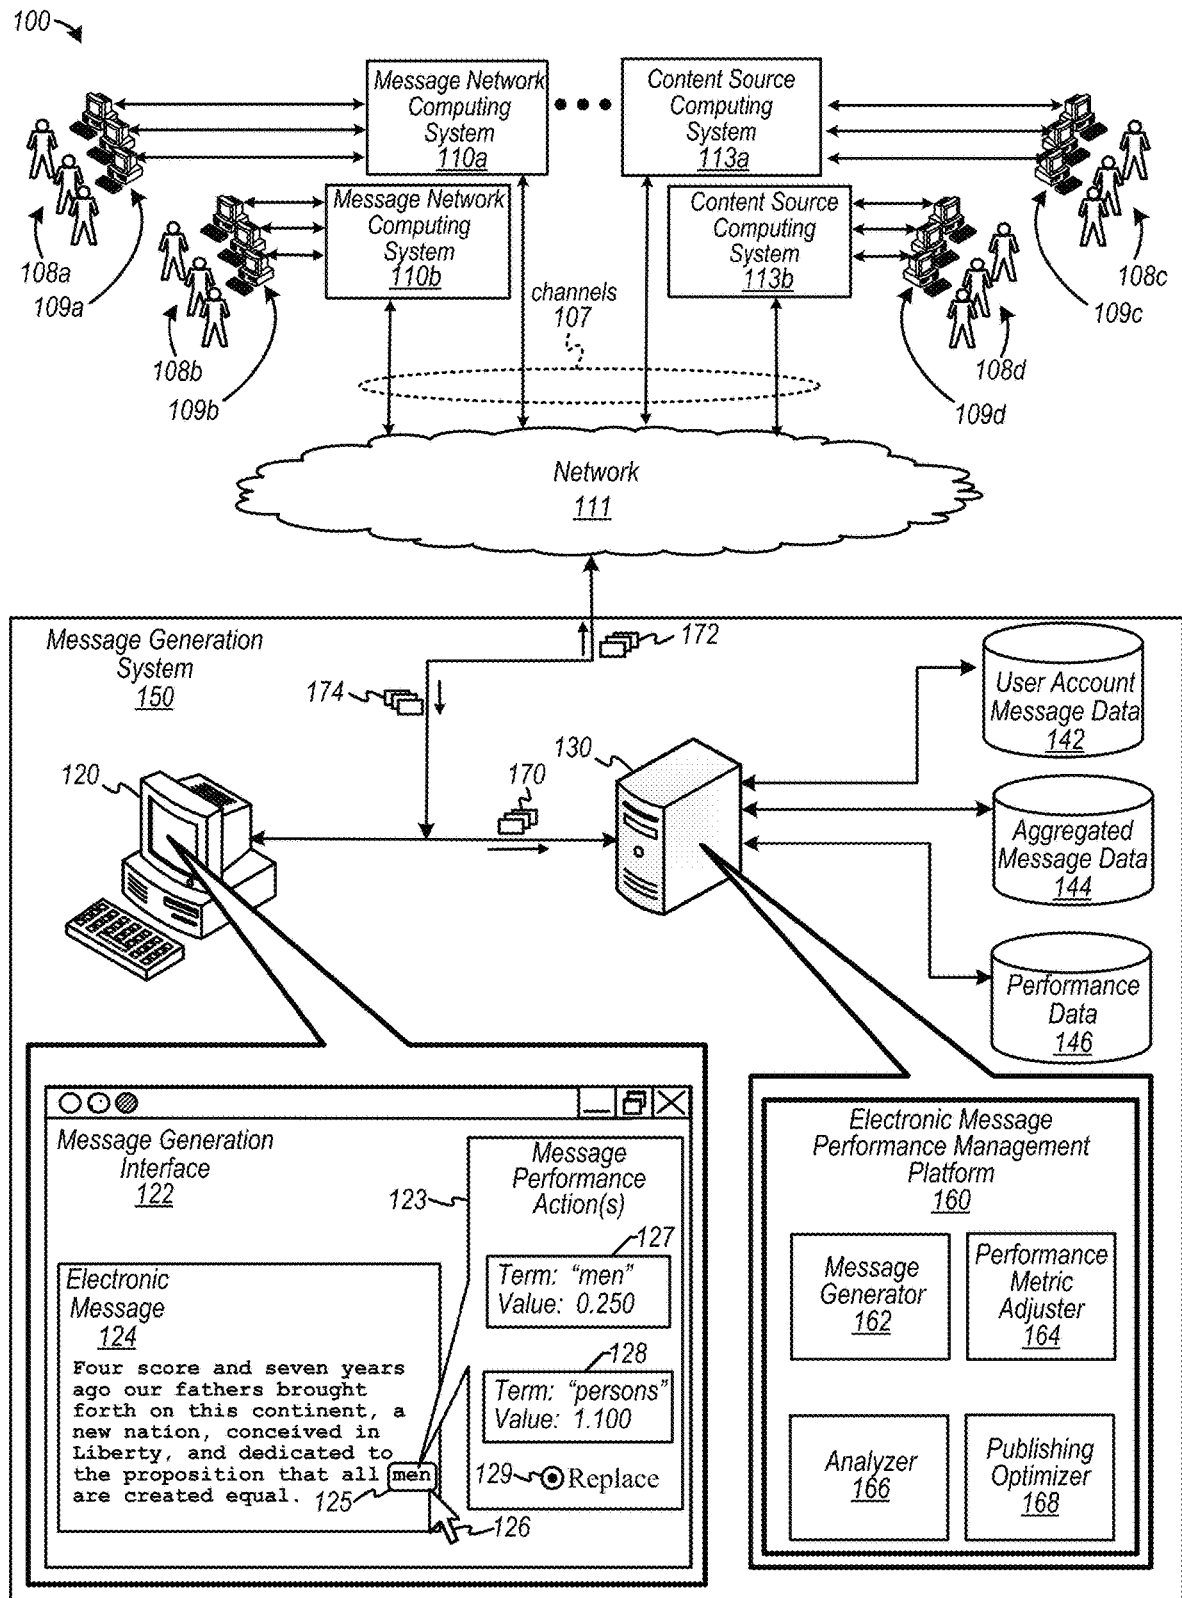 100
Message Network
Computing
System
110a
Content Source
Computing
System
113a
Message Network
Computing
System
110b
Content Source
Computing
System
113b
108a
109a
108b
109b
channels
107
108c
109c
108d
109d
Network
111
Message Generation
System
150
172
174
170
120
130
User Account
Message Data
142
Aggregated
Message Data
144
Performance
Data
146
Message Generation
Interface
122
123
Message
Performance
Action(s)
127
Term: “men”
Value: 0.250
128
Term: “persons”
Value: 1.100
129
Replace
Electronic
Message
124
Four score and seven years
ago our fathers brought
forth on this continent, a
new nation, conceived in
Liberty, and dedicated to
the proposition that all men
are created equal.
125
126
Electronic Message
Performance Management
Platform
160
Message
Generator
162
Performance
Metric
Adjuster
164
Analyzer
166
Publishing
Optimizer
168